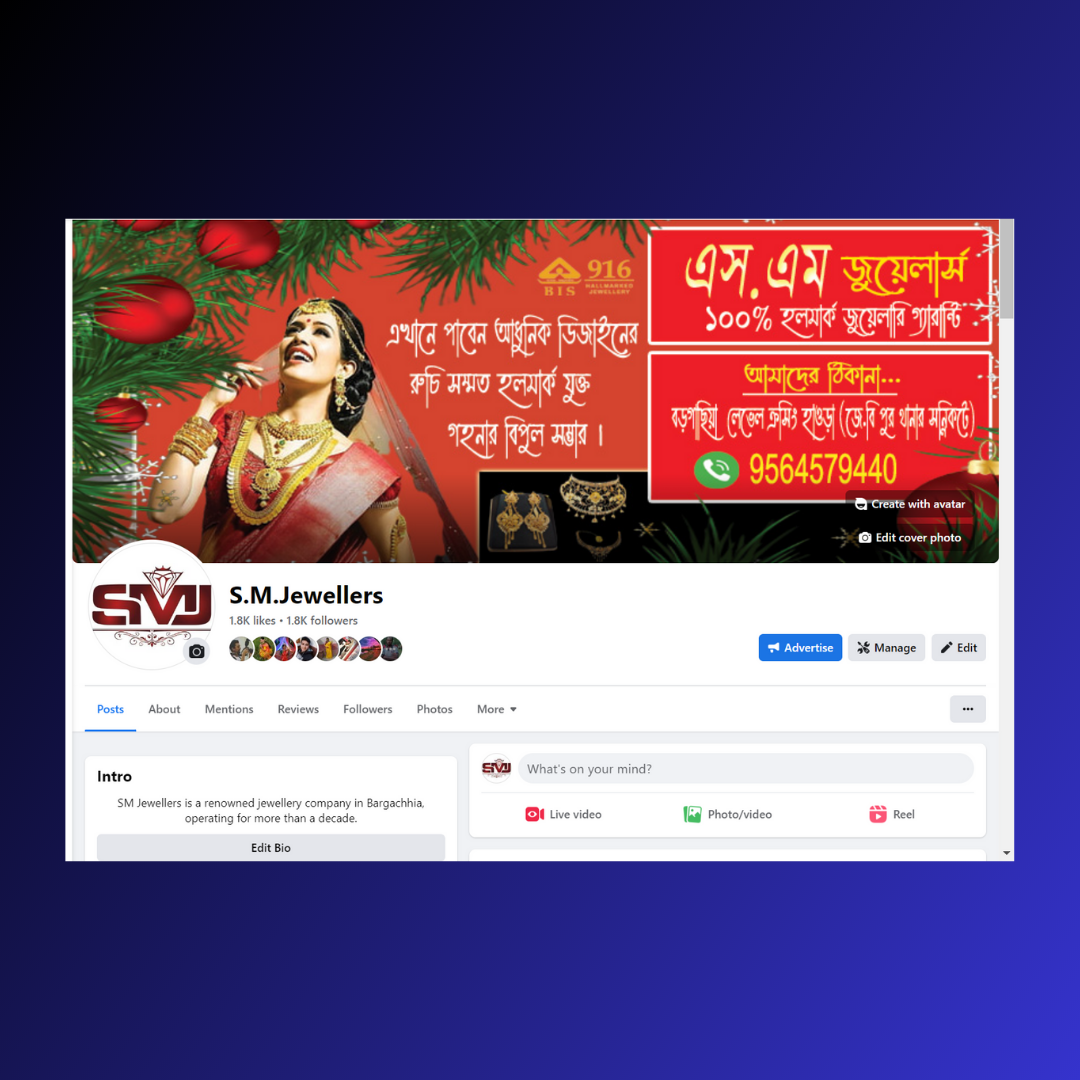 BIS
916
HALLMARKED
JEWELLERY
এখানে পাবেন আধুনিক ডিজাইনের
রুচি সম্মত হলমার্ক যুক্ত
গহনার বিপুল সম্ভার ।
এস.এম জুয়েলার্স
১০০% হলমার্ক জুয়েলারি গ্যারান্টি
আমাদের ঠিকানা...
বড়গাছিয়া লেভেল ক্রসিং হাওড়া (জে.বি পুর থানার সন্নিকটে)
9564579440
Create with avatar
Edit cover photo
SMJ
S.M.Jewellers
1.8K likes • 1.8K followers
Advertise
Manage
Edit
Posts About Mentions Reviews Followers Photos More
Intro
SM Jewellers is a renowned jewellery company in Bargachhia,
operating for more than a decade.
Edit Bio
SMJ
What's on your mind?
Live video Photo/video Reel